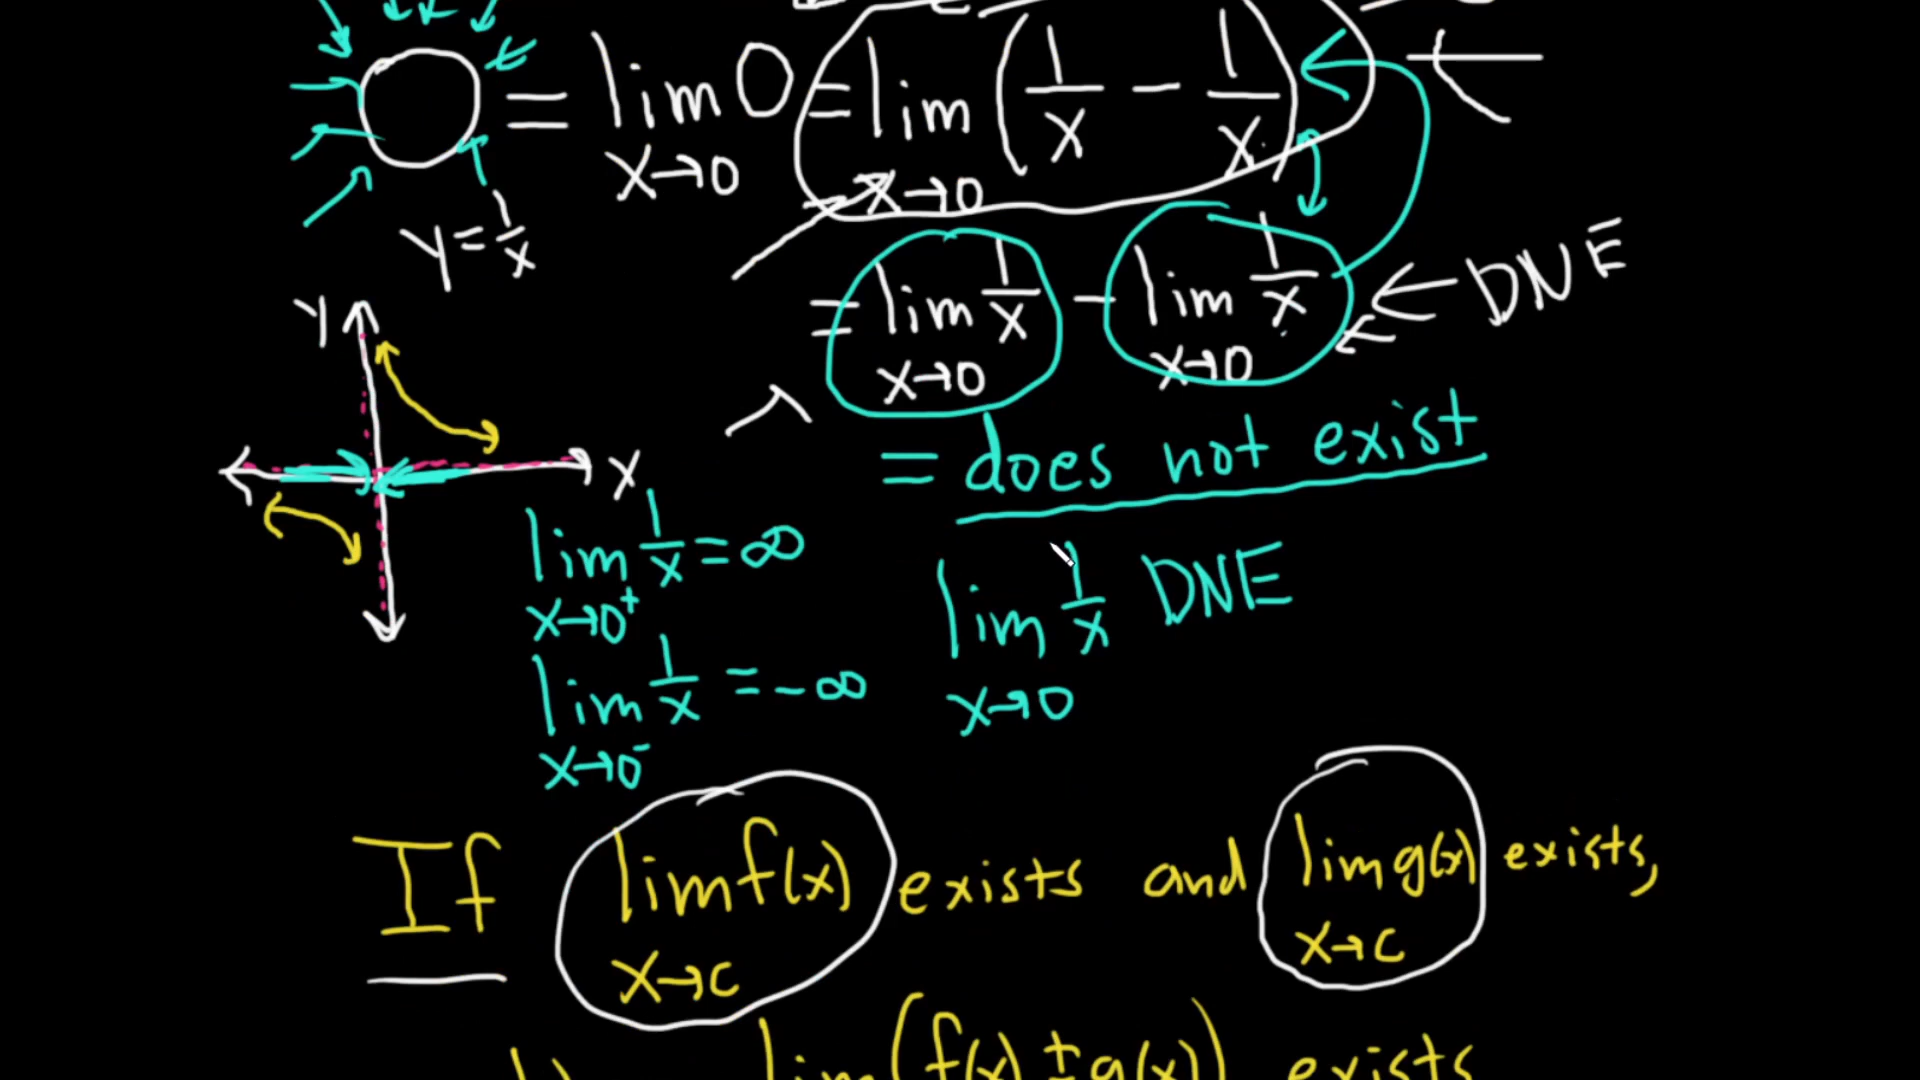 0 = lim 0 = lim (1/x - 1/x)
x→0 x→0
y = 1/x
= lim 1/x - lim 1/x ← DNE
x→0 x→0
y
x
= does not exist
lim 1/x = ∞
x→0⁺
lim 1/x DNE
x→0
lim 1/x = -∞
x→0⁻
If lim f(x) exists and lim g(x) exists,
x→c x→c
lim (f(x) ± g(x)) exists